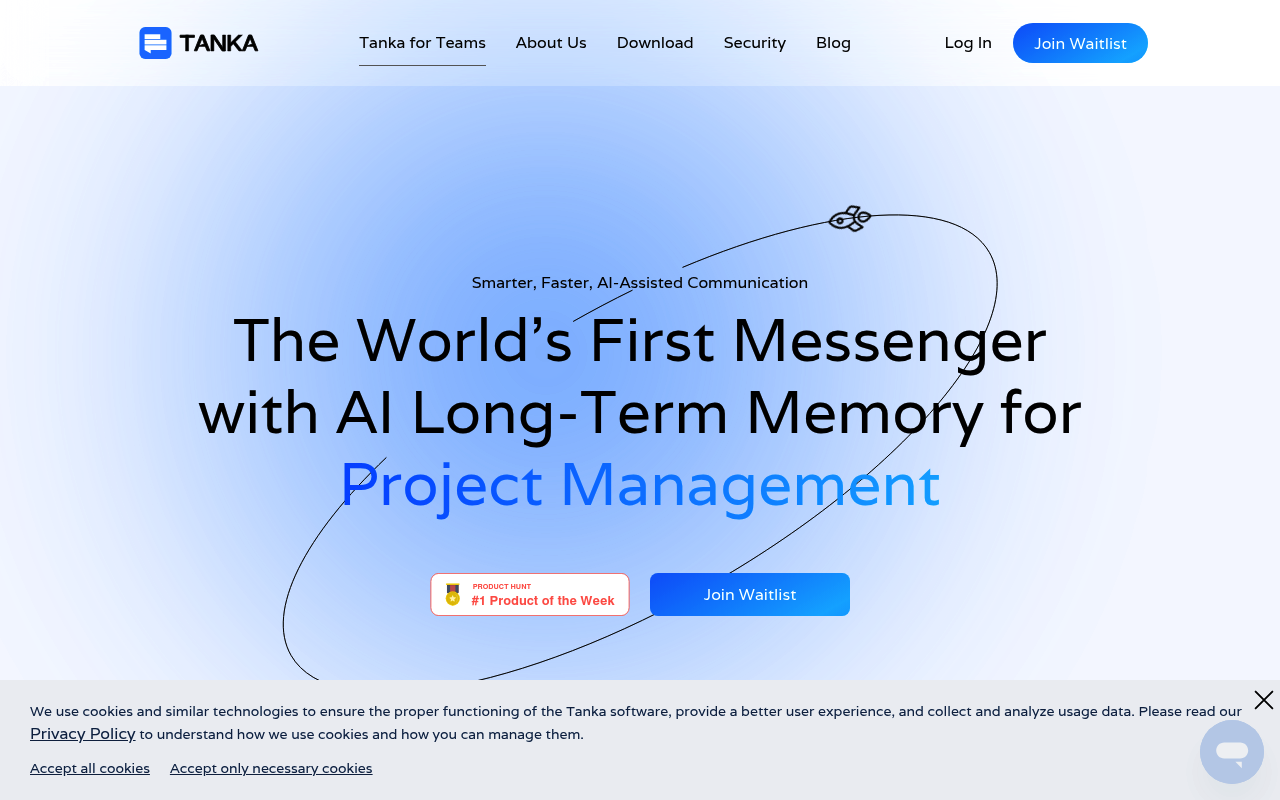 TANKA
Tanka for Teams
About Us
Download
Security
Blog
Log In
Join Waitlist
Smarter, Faster, AI-Assisted Communication
The World's First Messenger
with AI Long-Term Memory for
Project Management
PRODUCT HUNT
#1 Product of the Week
Join Waitlist
We use cookies and similar technologies to ensure the proper functioning of the Tanka software, provide a better user experience, and collect and analyze usage data. Please read our
Privacy Policy to understand how we use cookies and how you can manage them.
Accept all cookies
Accept only necessary cookies